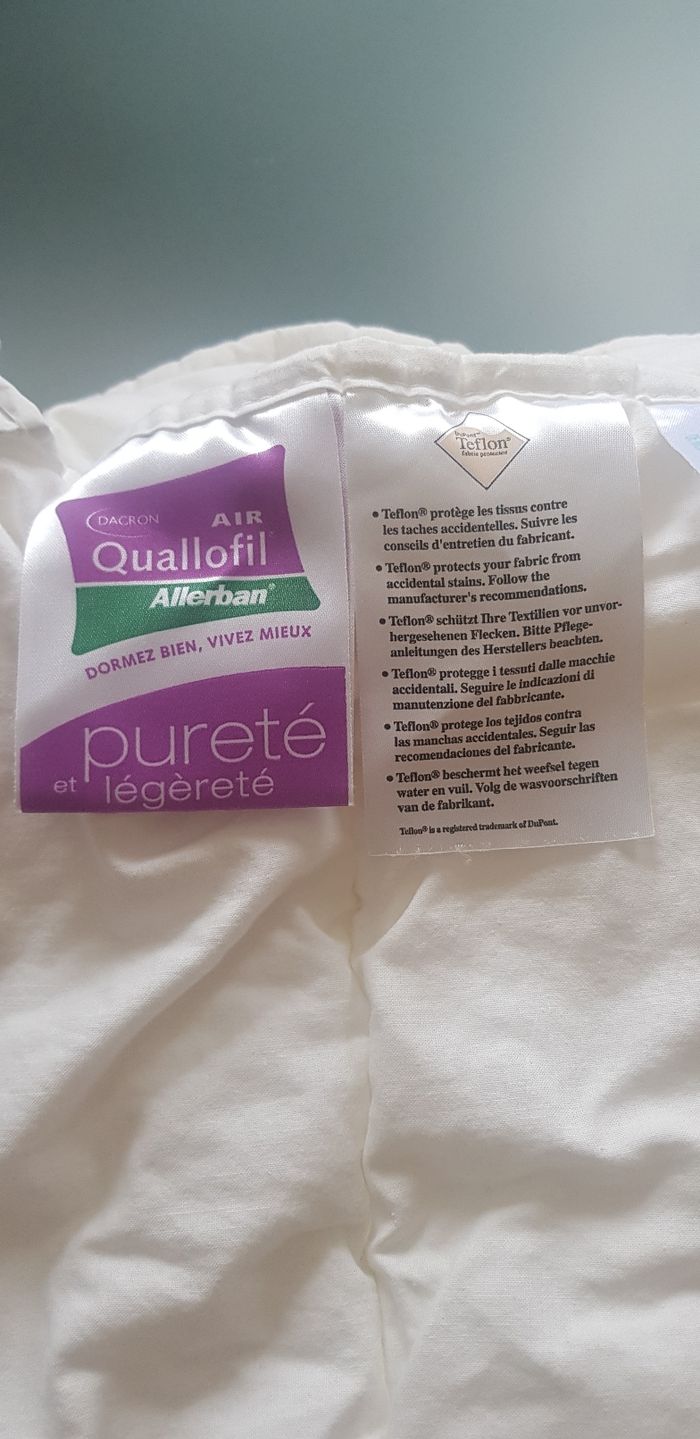 DACRON AIR
Quallofil
Allerban®
DORMEZ BIEN, VIVEZ MIEUX
pureté
et légèreté
DuPont™
Teflon®
fabric protector
• Teflon® protège les tissus contre
les taches accidentelles. Suivre les
conseils d'entretien du fabricant.
• Teflon® protects your fabric from
accidental stains. Follow the
manufacturer's recommendations.
• Teflon® schützt Ihre Textilien vor unvor-
hergesehenen Flecken. Bitte Pflege-
anleitungen des Herstellers beachten.
• Teflon® protegge i tessuti dalle macchie
accidentali. Seguire le indicazioni di
manutenzione del fabbricante.
• Teflon® protege los tejidos contra
las manchas accidentales. Seguir las
recomendaciones del fabricante.
• Teflon® beschermt het weefsel tegen
water en vuil. Volg de wasvoorschriften
van de fabrikant.
Teflon® is a registered trademark of DuPont.